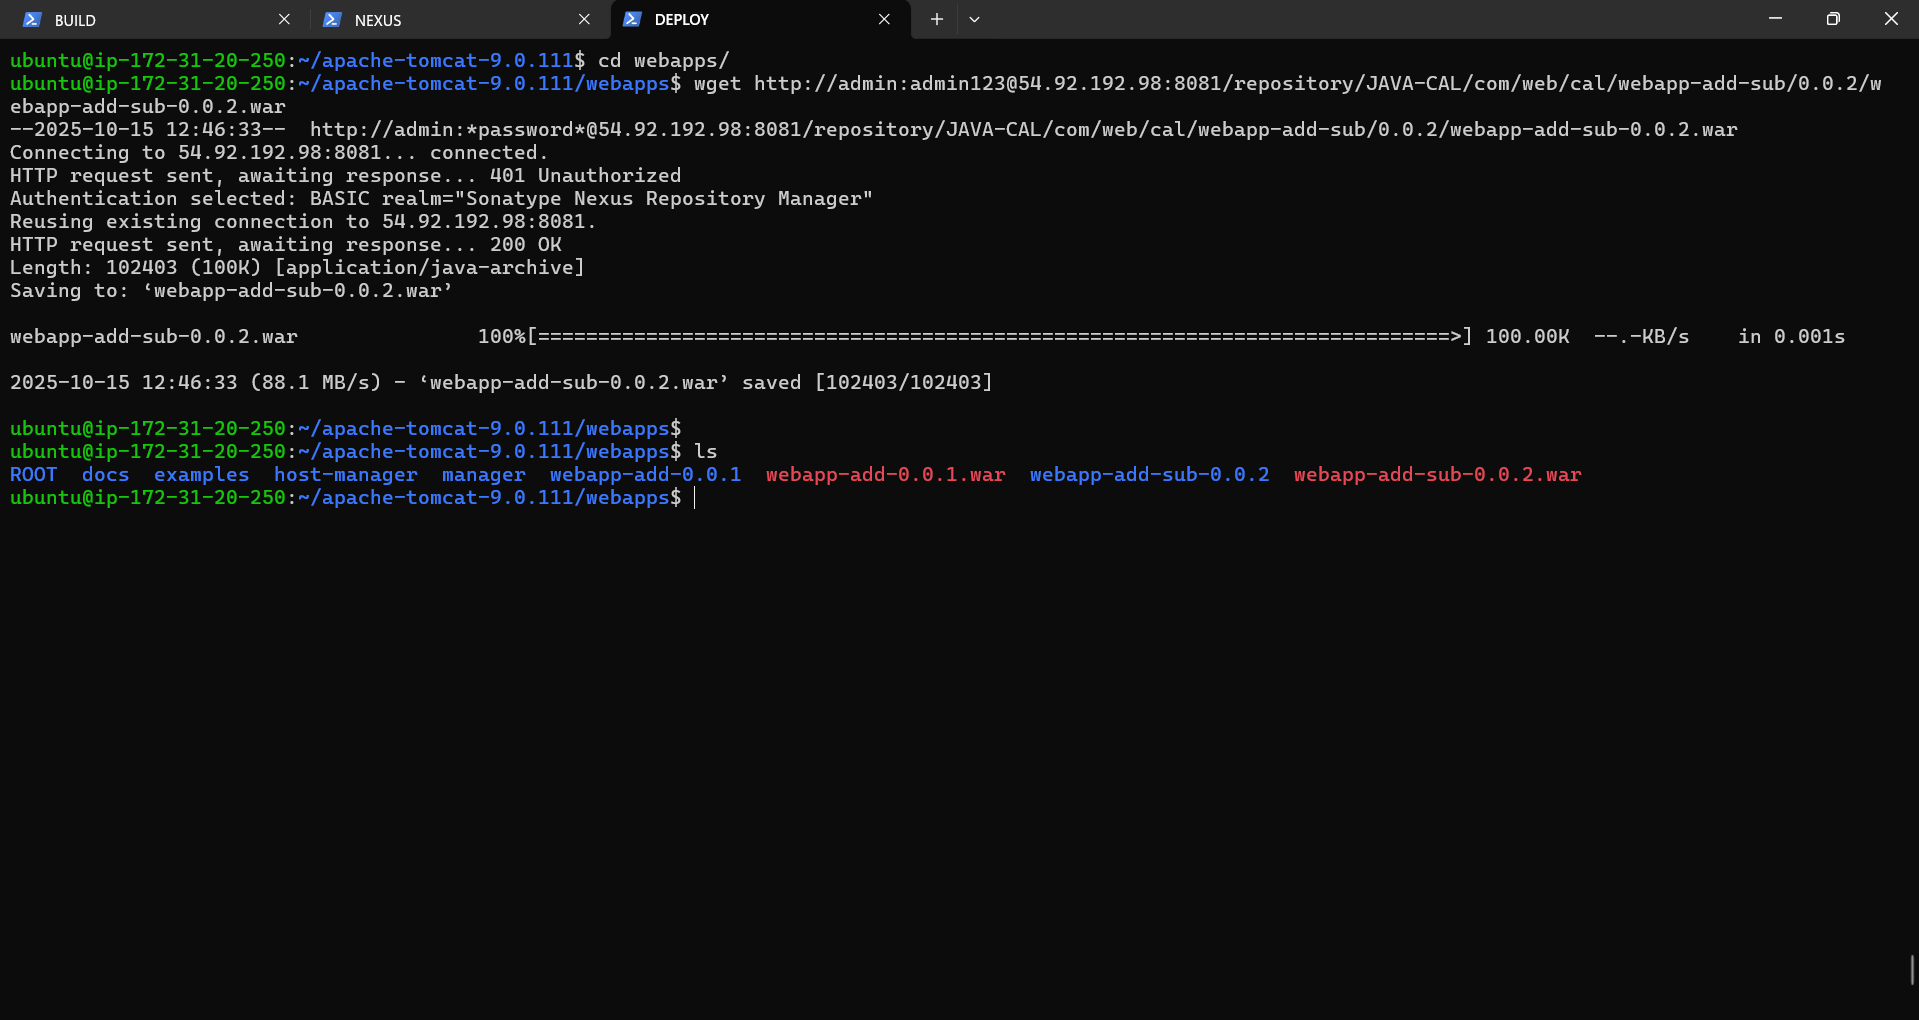 BUILD NEXUS DEPLOY
ubuntu@ip-172-31-20-250:~/apache-tomcat-9.0.111$ cd webapps/
ubuntu@ip-172-31-20-250:~/apache-tomcat-9.0.111/webapps$ wget http://admin:admin123@54.92.192.98:8081/repository/JAVA-CAL/com/web/cal/webapp-add-sub/0.0.2/w
ebapp-add-sub-0.0.2.war
--2025-10-15 12:46:33--  http://admin:*password*@54.92.192.98:8081/repository/JAVA-CAL/com/web/cal/webapp-add-sub/0.0.2/webapp-add-sub-0.0.2.war
Connecting to 54.92.192.98:8081... connected.
HTTP request sent, awaiting response... 401 Unauthorized
Authentication selected: BASIC realm="Sonatype Nexus Repository Manager"
Reusing existing connection to 54.92.192.98:8081.
HTTP request sent, awaiting response... 200 OK
Length: 102403 (100K) [application/java-archive]
Saving to: ‘webapp-add-sub-0.0.2.war’
webapp-add-sub-0.0.2.war               100%[============================================================================>] 100.00K  --.-KB/s    in 0.001s
2025-10-15 12:46:33 (88.1 MB/s) - ‘webapp-add-sub-0.0.2.war’ saved [102403/102403]
ubuntu@ip-172-31-20-250:~/apache-tomcat-9.0.111/webapps$
ubuntu@ip-172-31-20-250:~/apache-tomcat-9.0.111/webapps$ ls
ROOT  docs  examples  host-manager  manager  webapp-add-0.0.1  webapp-add-0.0.1.war  webapp-add-sub-0.0.2  webapp-add-sub-0.0.2.war
ubuntu@ip-172-31-20-250:~/apache-tomcat-9.0.111/webapps$